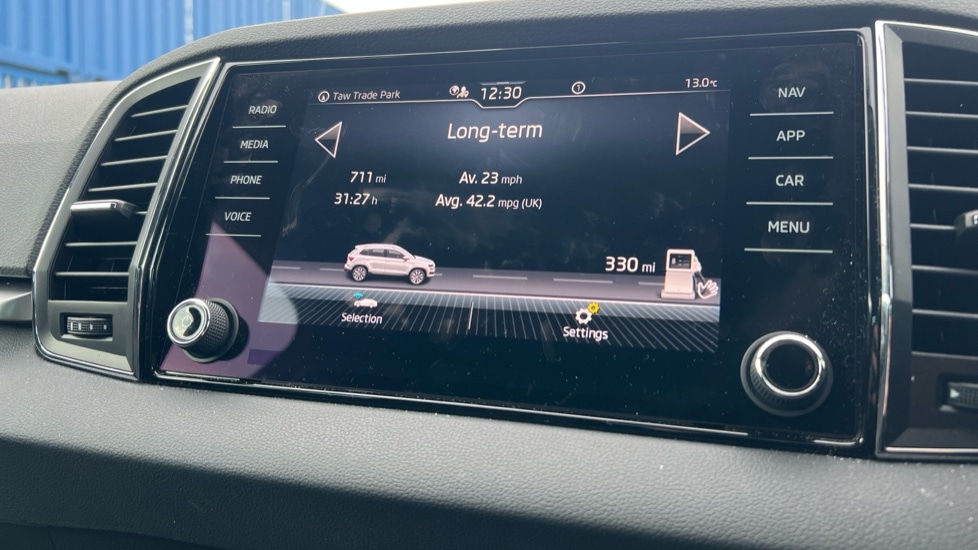 Taw Trade Park 12:30 13.0°C
RADIO
MEDIA
PHONE
VOICE
Long-term
711 mi Av. 23 mph
31:27 h Avg. 42.2 mpg (UK)
330 mi
Selection
Settings
NAV
APP
CAR
MENU